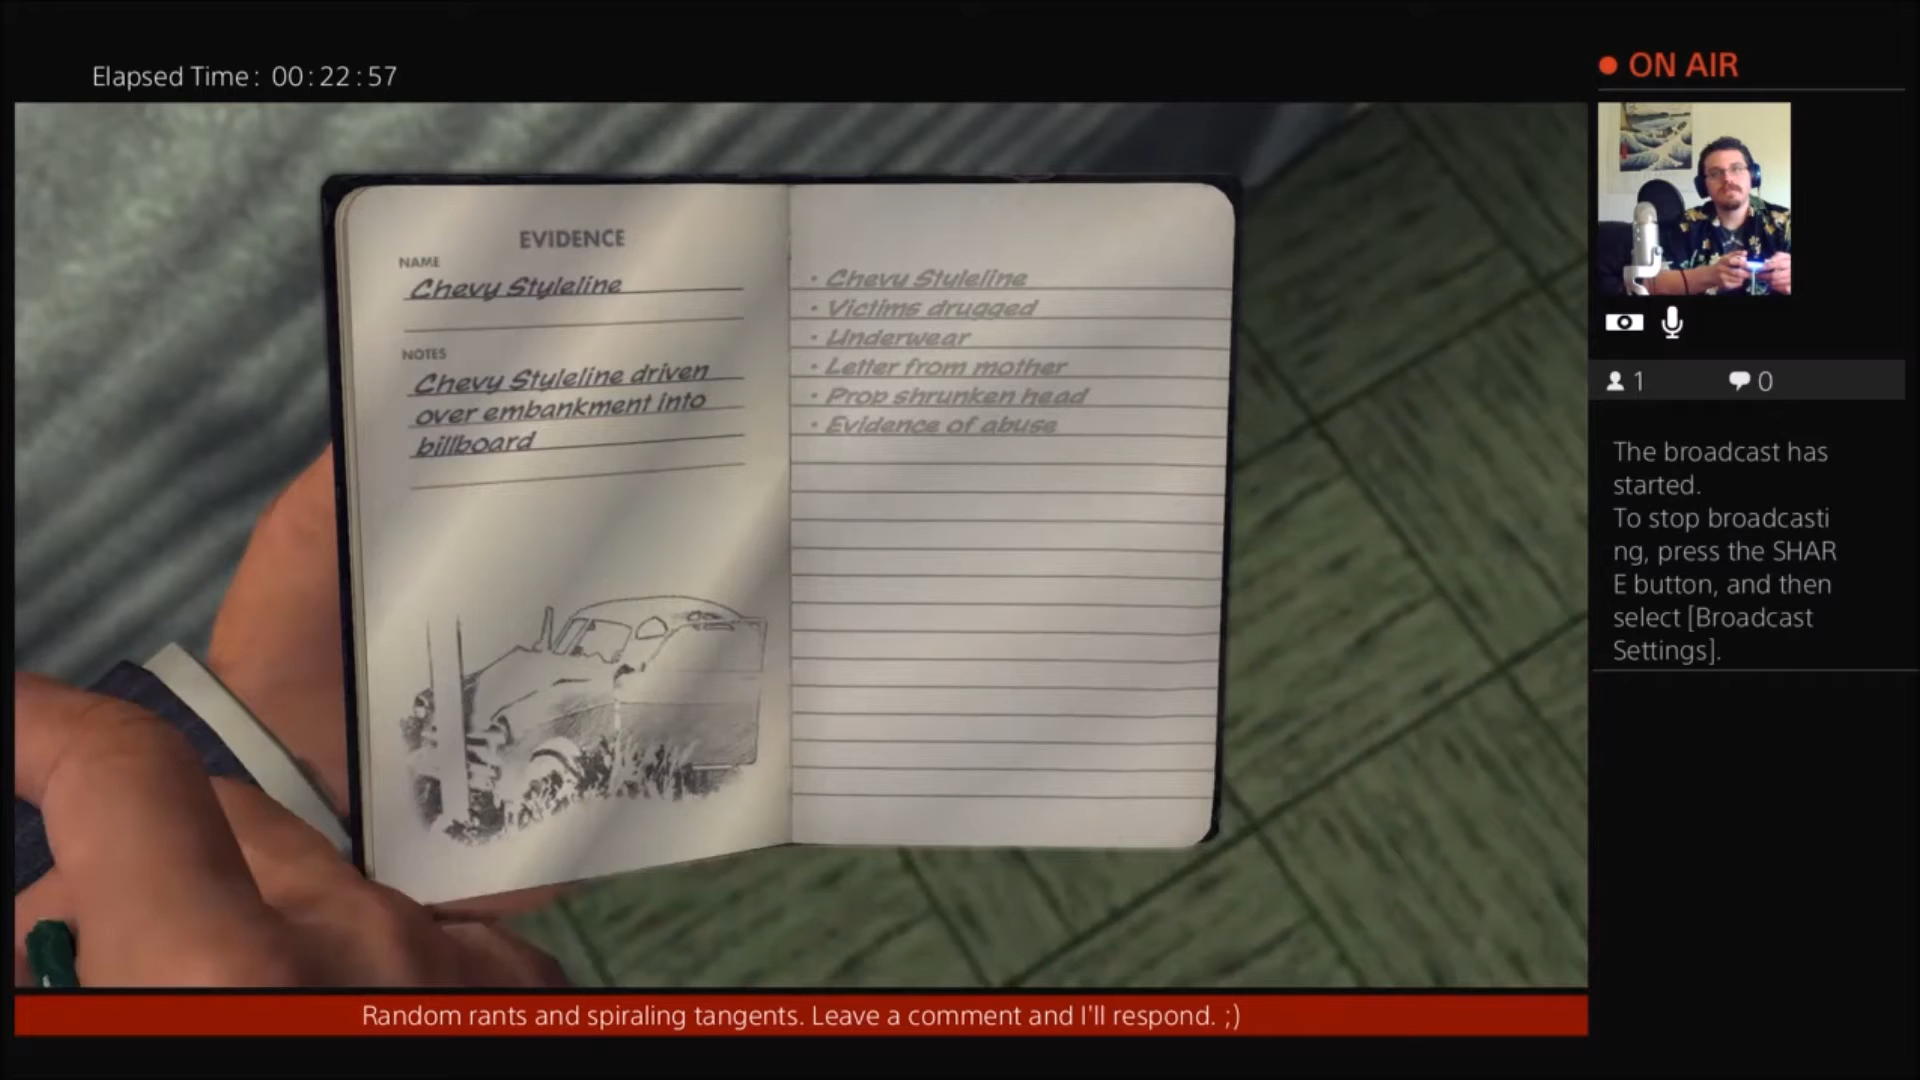 Elapsed Time: 00:22:57
ON AIR
EVIDENCE
NAME
Chevy Styleline
NOTES
Chevy Styleline driven
over embankment into
billboard
• Chevy Styleline
• Victims drugged
• Underwear
• Letter from mother
• Prop shrunken head
• Evidence of abuse
1
0
The broadcast has
started.
To stop broadcasti
ng, press the SHAR
E button, and then
select [Broadcast
Settings].
Random rants and spiraling tangents. Leave a comment and I'll respond. ;)